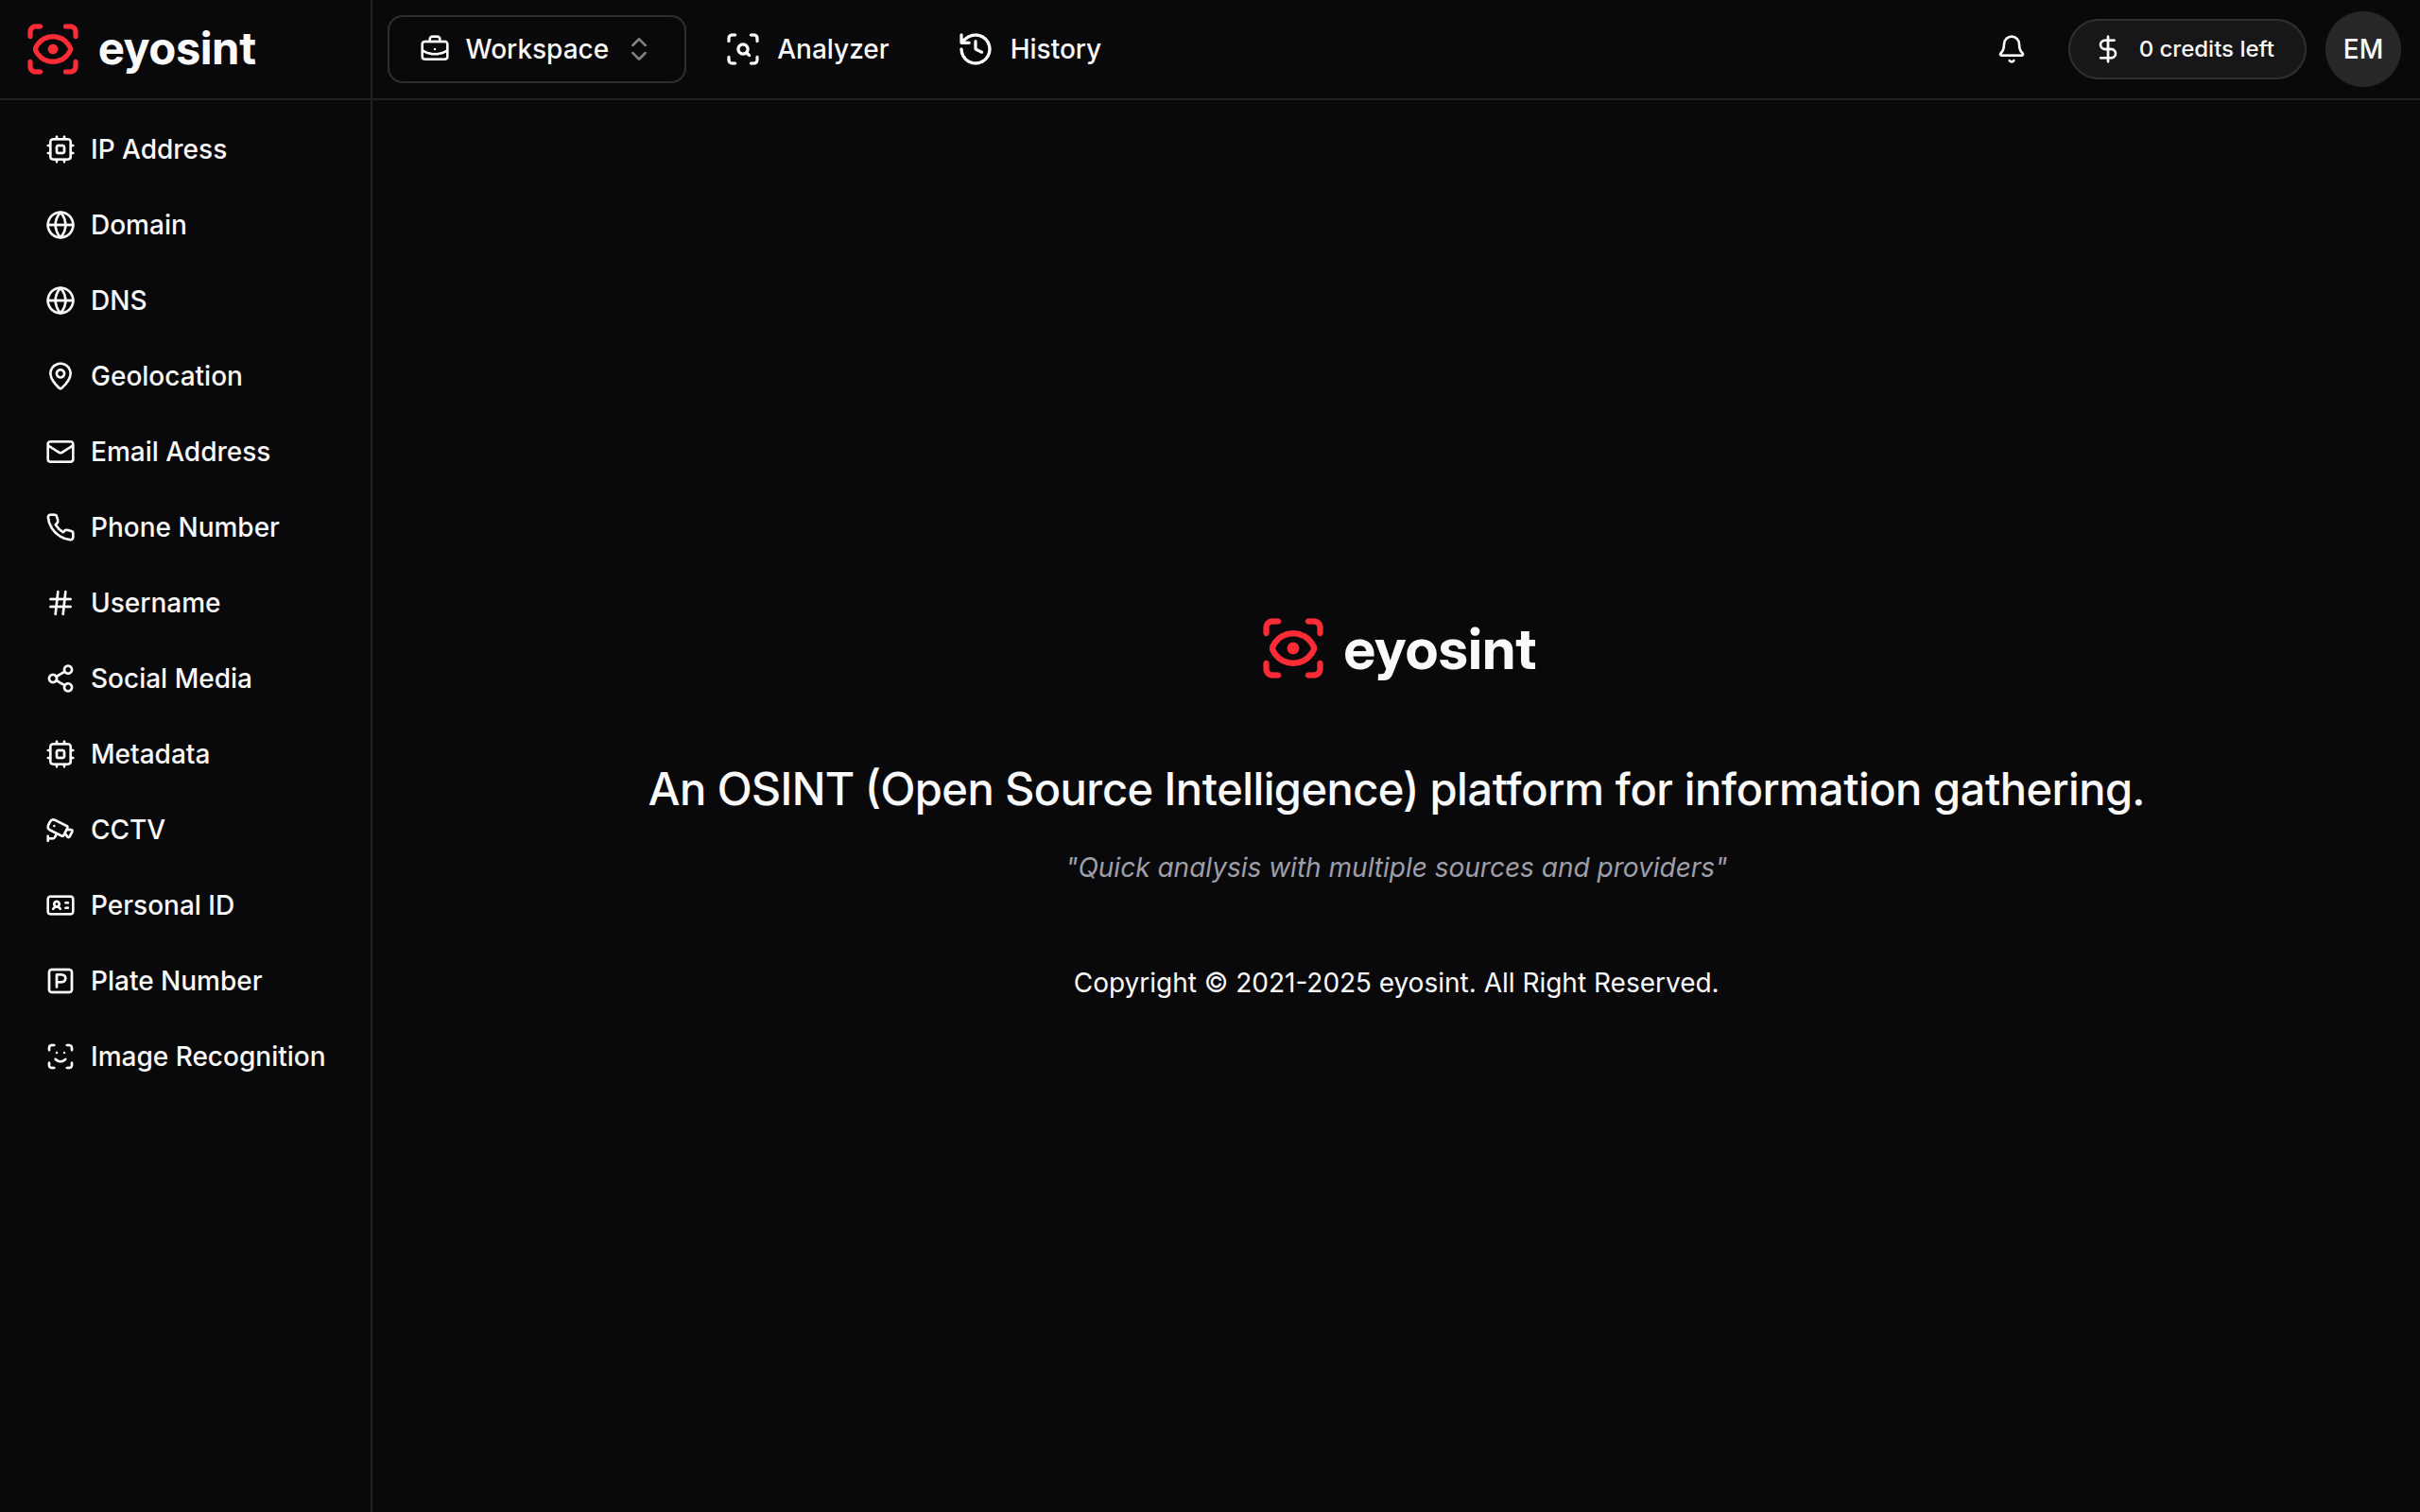 eyosint
Workspace
Analyzer
History
0 credits left
EM
IP Address
Domain
DNS
Geolocation
Email Address
Phone Number
Username
Social Media
Metadata
CCTV
Personal ID
Plate Number
Image Recognition
eyosint
An OSINT (Open Source Intelligence) platform for information gathering.
"Quick analysis with multiple sources and providers"
Copyright © 2021-2025 eyosint. All Right Reserved.